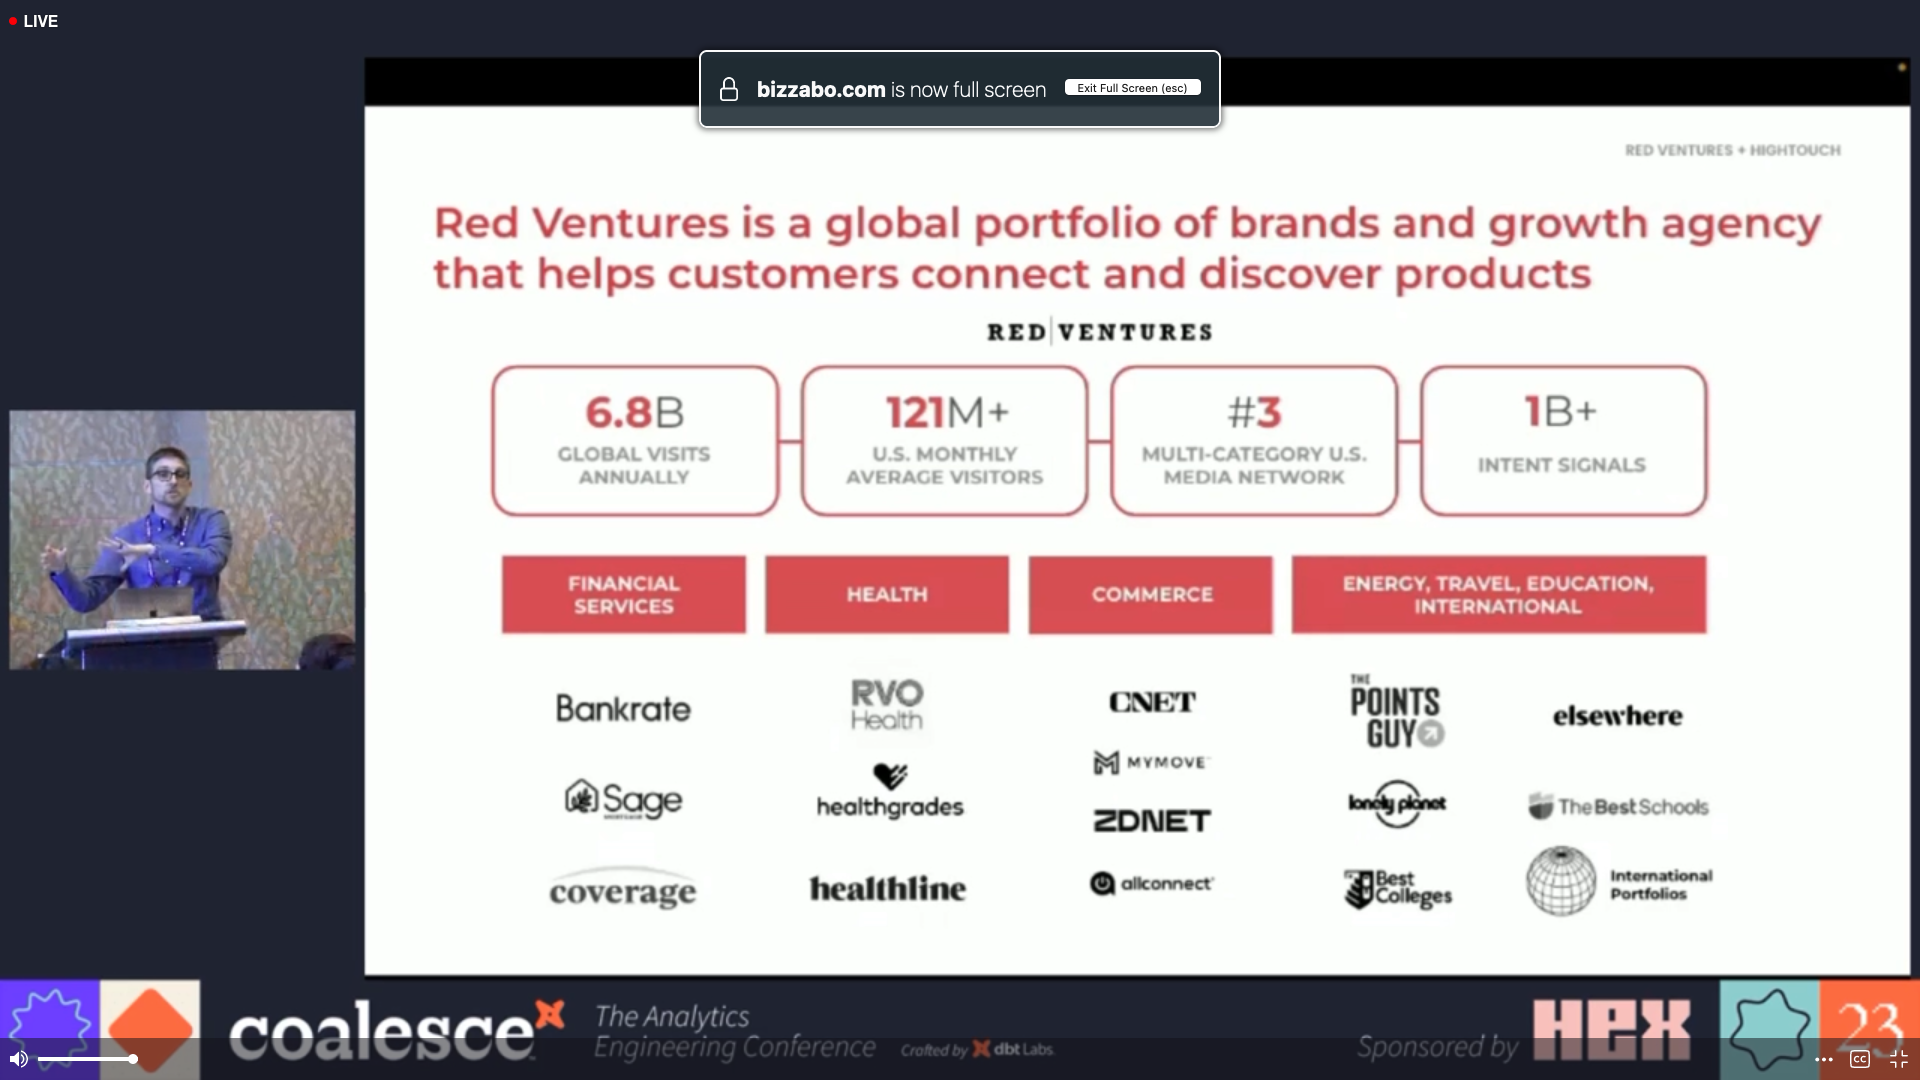 LIVE
bizzabo.com is now full screen
Exit Full Screen (esc)
RED VENTURES + HIGHTOUCH
Red Ventures is a global portfolio of brands and growth agency
that helps customers connect and discover products
RED VENTURES
6.8B
GLOBAL VISITS
ANNUALLY
121M+
U.S. MONTHLY
AVERAGE VISITORS
#3
MULTI-CATEGORY U.S.
MEDIA NETWORK
1B+
INTENT SIGNALS
FINANCIAL
SERVICES
HEALTH
COMMERCE
ENERGY, TRAVEL, EDUCATION,
INTERNATIONAL
Bankrate
Sage
coverage
RVO
Health
healthgrades
healthline
CNET
MYMOVE
ZDNET
allconnect
THE
POINTS
GUY
lonely planet
Best
Colleges
elsewhere
TheBestSchools
International
Portfolios
coalesce
The Analytics
Engineering Conference
Crafted by dbt Labs
Sponsored by
HEX
23
CC